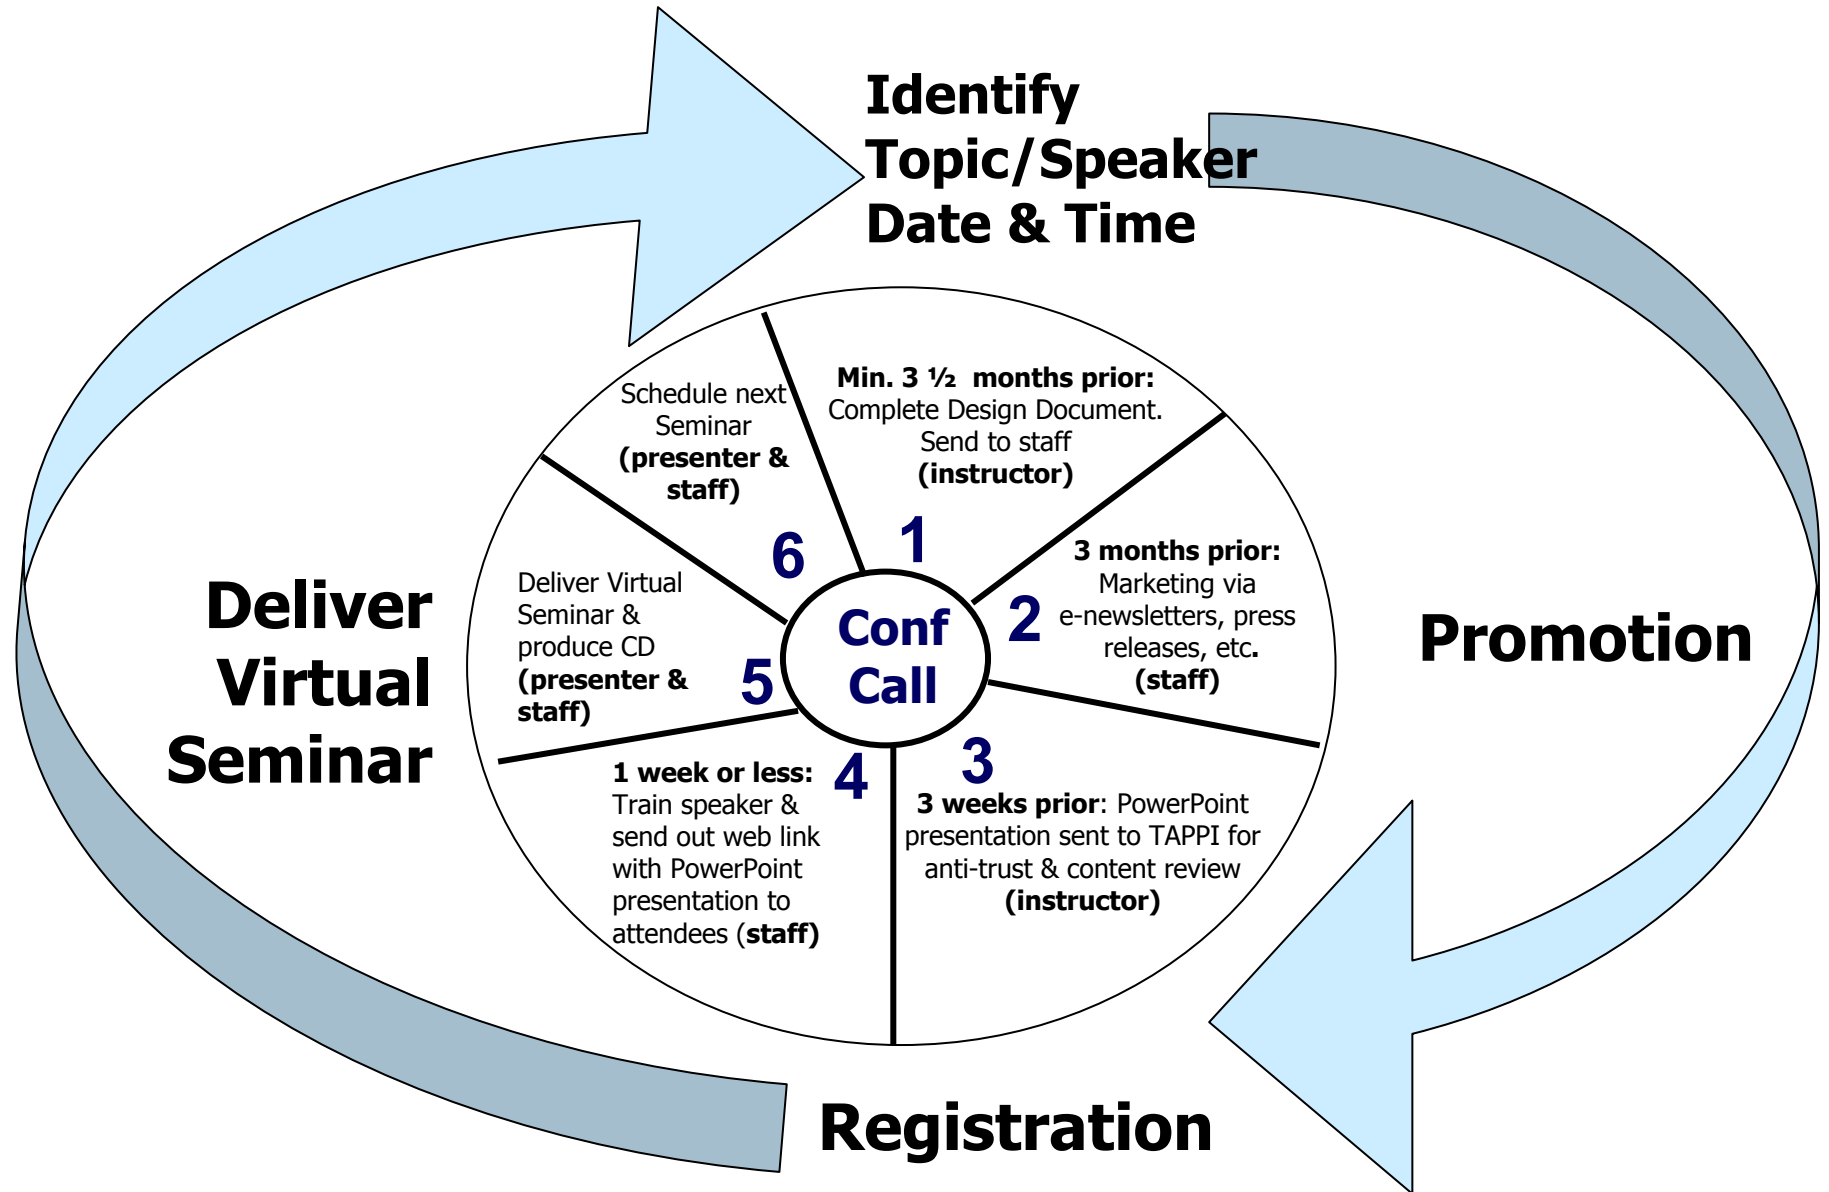 Identify
Topic/Speaker
Date & Time
Min. 3 ½ months prior:
Complete Design Document.
Send to staff
(instructor)
1
3 months prior:
Marketing via
e-newsletters, press
releases, etc.
(staff)
2
3
3 weeks prior: PowerPoint
presentation sent to TAPPI for
anti-trust & content review
(instructor)
4
1 week or less:
Train speaker &
send out web link
with PowerPoint
presentation to
attendees (staff)
5
Deliver Virtual
Seminar &
produce CD
(presenter &
staff)
6
Schedule next
Seminar
(presenter &
staff)
Conf
Call
Promotion
Registration
Deliver
Virtual
Seminar